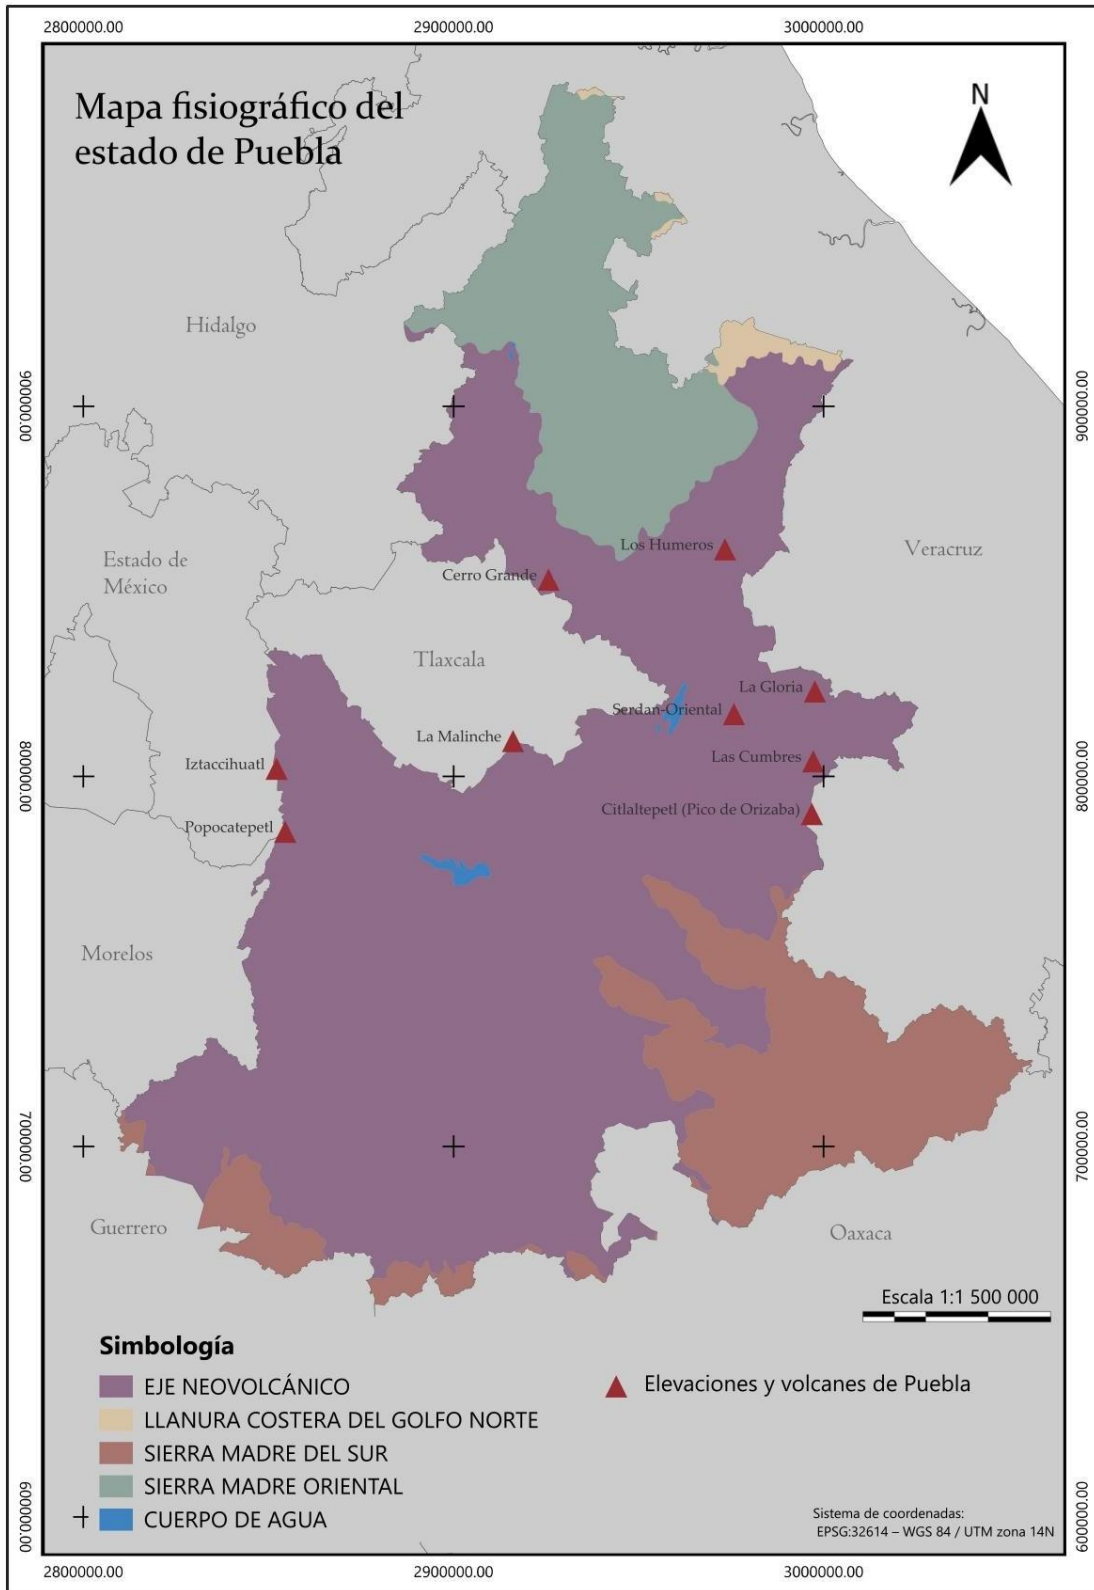 2800000.00 2900000.00 3000000.00
Mapa fisiográfico del
estado de Puebla
N
Hidalgo
900000.00 900000.00
Los Humeros
Veracruz
Estado de
México
Cerro Grande
Tlaxcala
La Gloria
Serdan-Oriental
La Malinche
Las Cumbres
Iztaccihuatl
800000.00 800000.00
Citlaltepetl (Pico de Orizaba)
Popocatepetl
Morelos
700000.00 700000.00
Guerrero
Oaxaca
Escala 1:1 500 000
Simbología
EJE NEOVOLCÁNICO
LLANURA COSTERA DEL GOLFO NORTE
SIERRA MADRE DEL SUR
SIERRA MADRE ORIENTAL
CUERPO DE AGUA
Elevaciones y volcanes de Puebla
600000.00 600000.00
Sistema de coordenadas:
EPSG:32614 – WGS 84 / UTM zona 14N
2800000.00 2900000.00 3000000.00